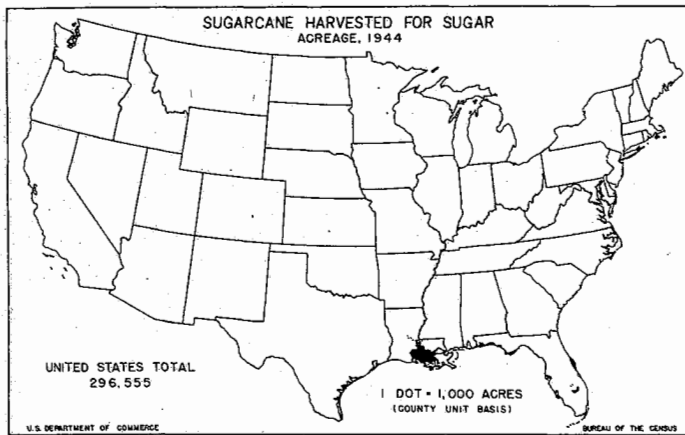 SUGARCANE HARVESTED FOR SUGAR
ACREAGE, 1944
UNITED STATES TOTAL
296,555
1 DOT = 1,000 ACRES
(COUNTY UNIT BASIS)
U.S. DEPARTMENT OF COMMERCE
BUREAU OF THE CENSUS